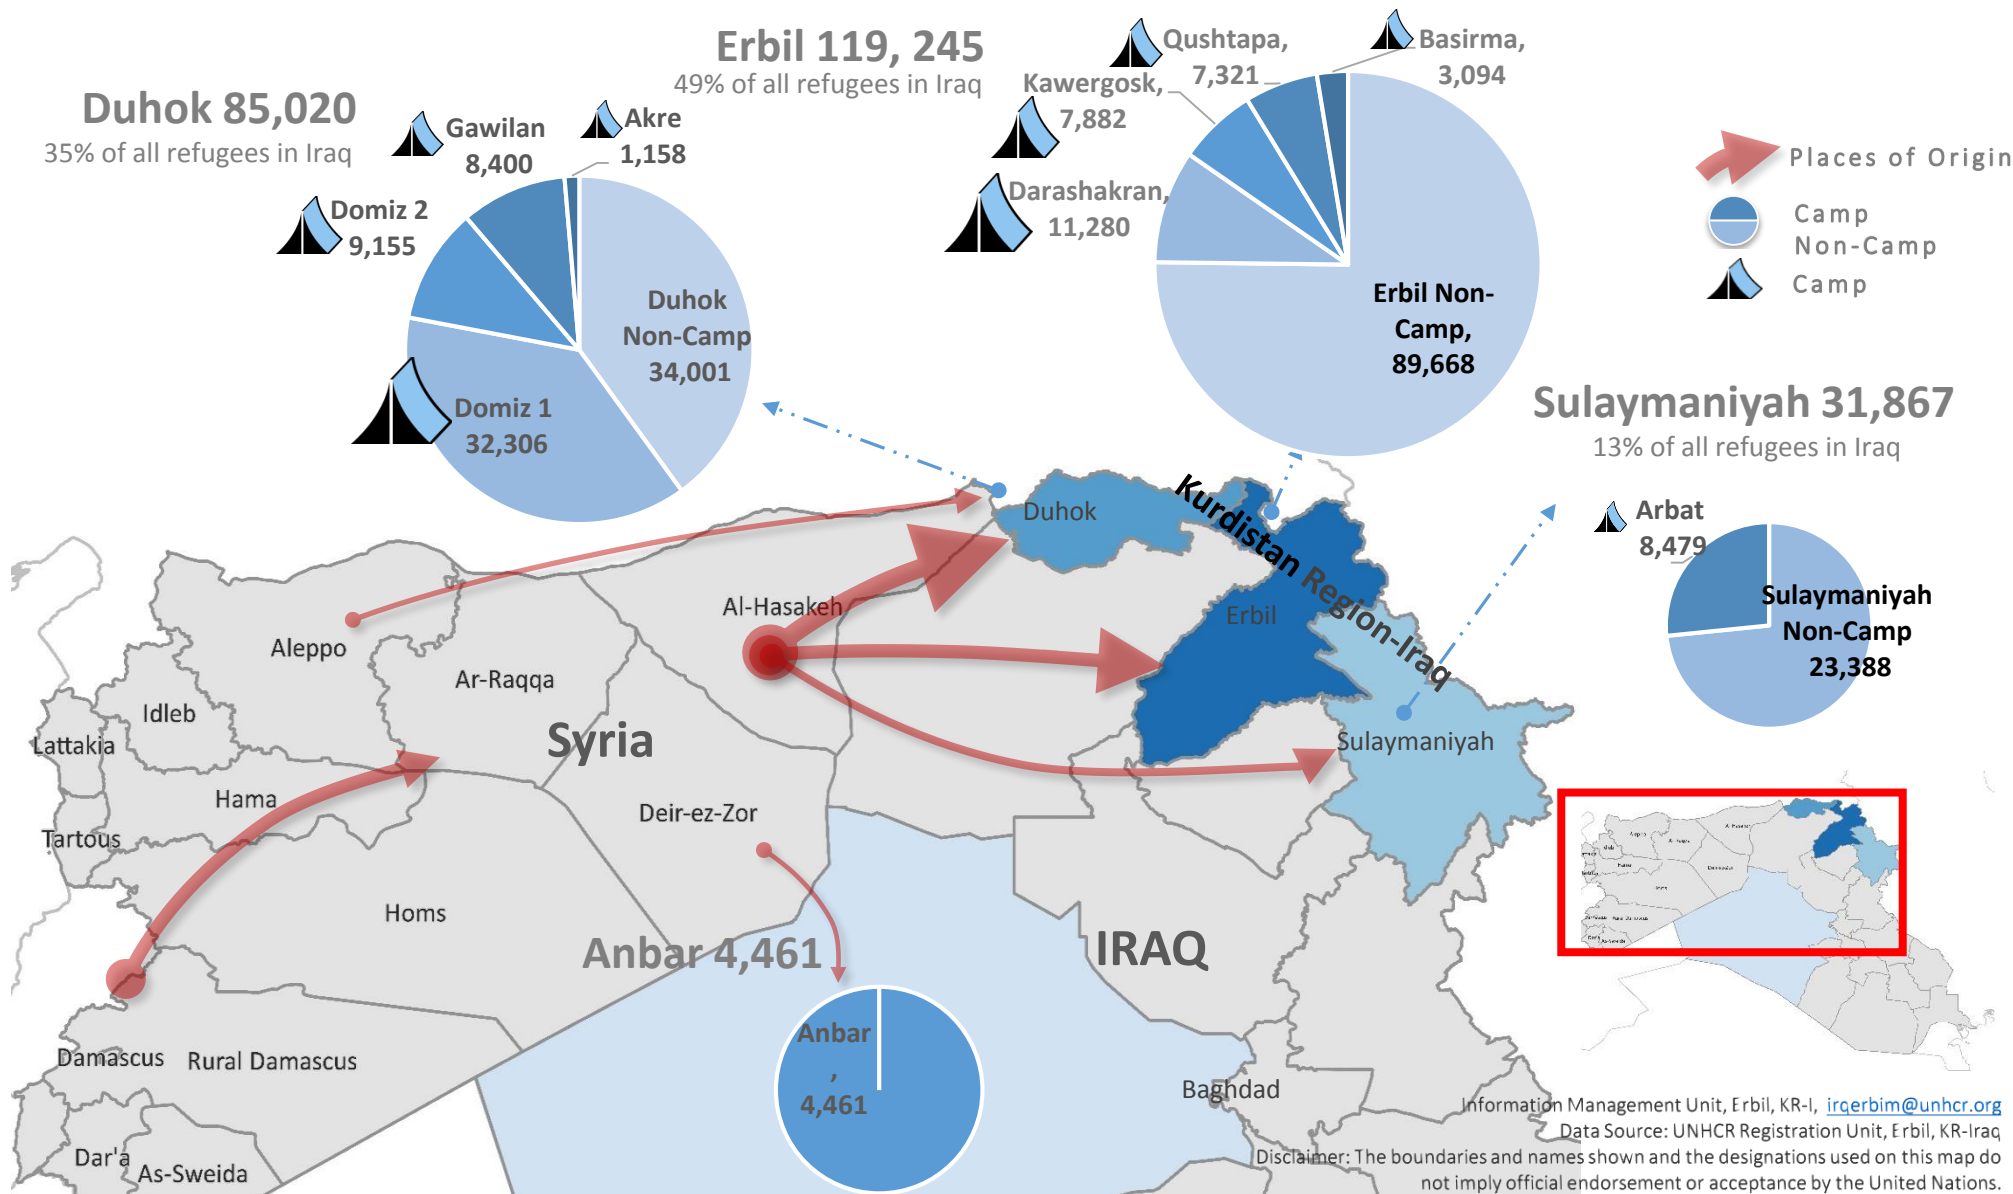 Erbil 119, 245
49% of all refugees in Iraq
Duhok 85,020
35% of all refugees in Iraq
Gawilan
8,400
Akre
1,158
Domiz 2
9,155
Duhok
Non-Camp
34,001
Domiz 1
32,306
Qushtapa,
7,321
Basirma,
3,094
Kawergosk,
7,882
Darashakran,
11,280
Erbil Non-
Camp,
89,668
Places of Origin
Camp
Non-Camp
Camp
Sulaymaniyah 31,867
13% of all refugees in Iraq
Arbat
8,479
Sulaymaniyah
Non-Camp
23,388
Kurdistan Region-Iraq
Duhok
Erbil
Sulaymaniyah
Al-Hasakeh
Aleppo
Ar-Raqqa
Idleb
Lattakia
Syria
Hama
Deir-ez-Zor
Tartous
Homs
IRAQ
Anbar 4,461
Anbar
,
4,461
Damascus
Rural Damascus
Baghdad
Dar'a
As-Sweida
Information Management Unit, Erbil, KR-I, irqerbim@unhcr.org
Data Source: UNHCR Registration Unit, Erbil, KR-Iraq
Disclaimer: The boundaries and names shown and the designations used on this map do
not imply official endorsement or acceptance by the United Nations.